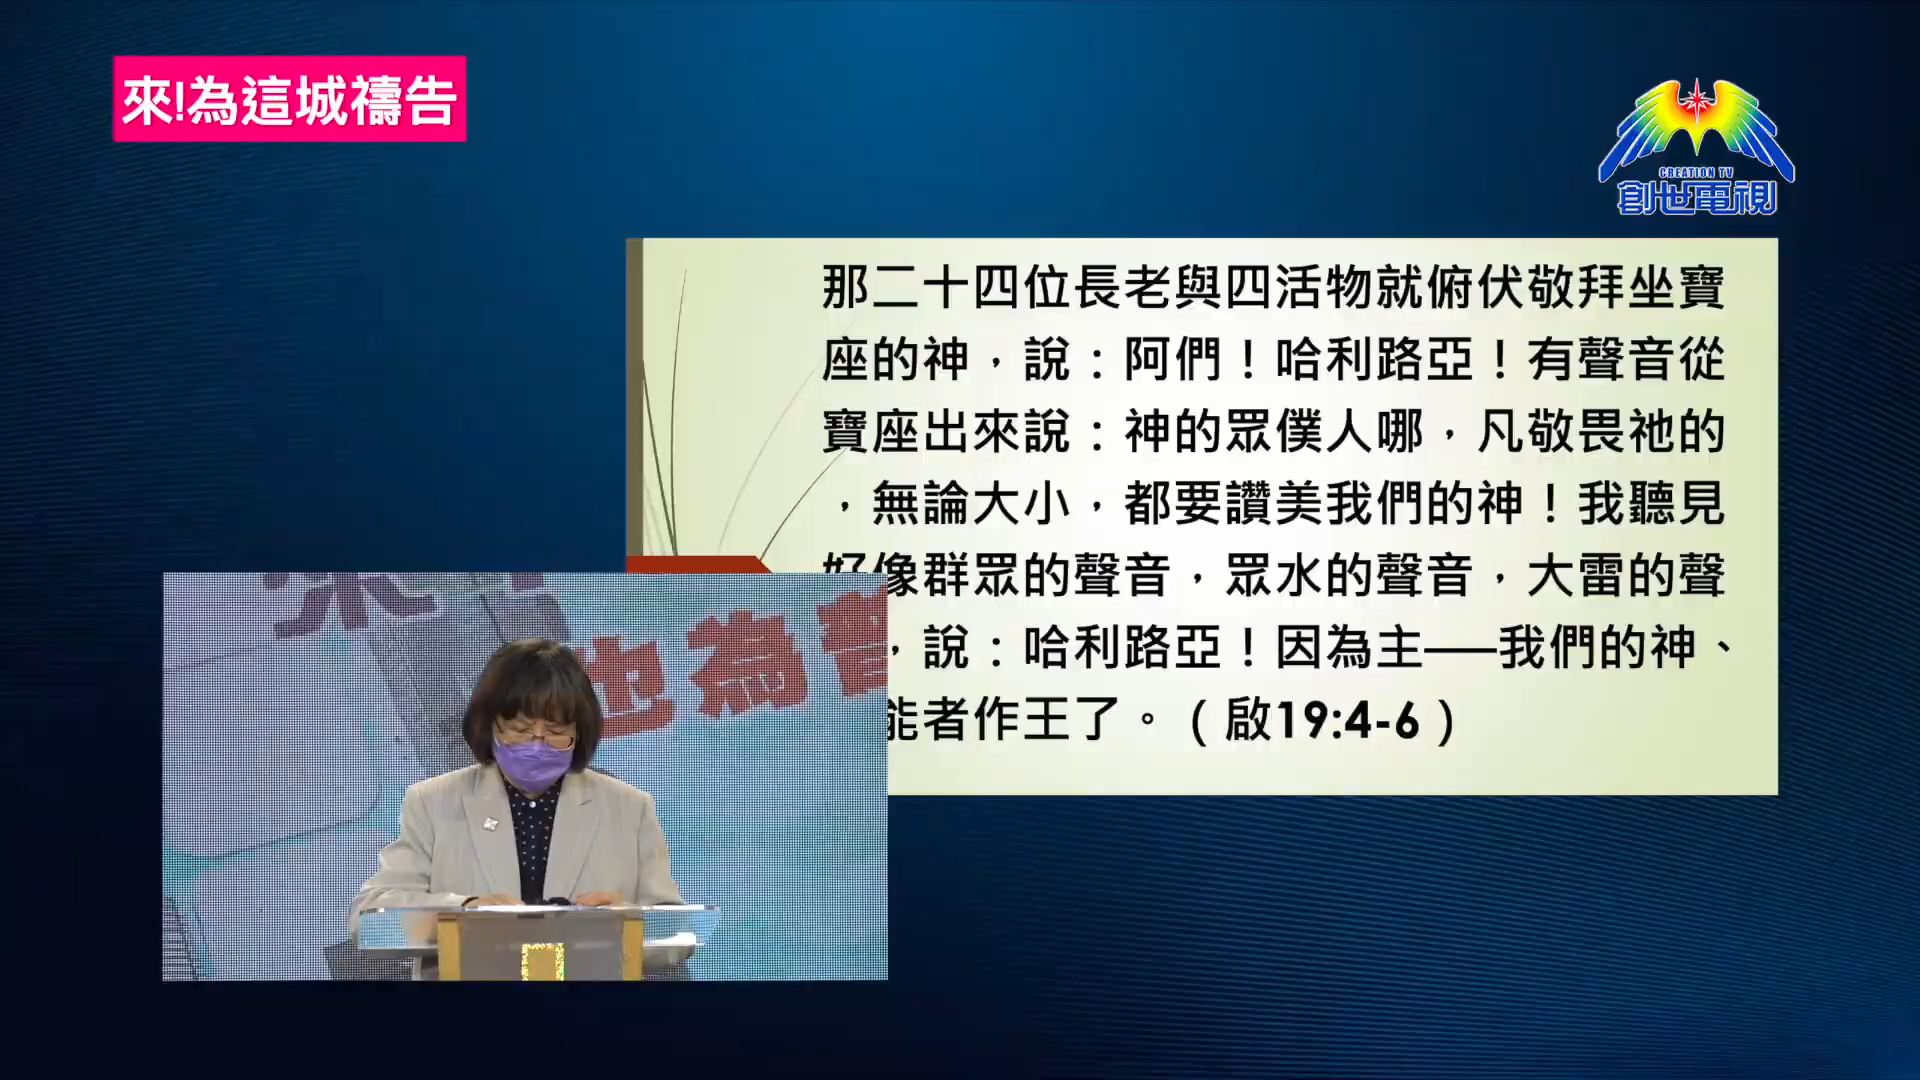 來!為這城禱告
CREATION TV
創世電視
那二十四位長老與四活物就俯伏敬拜坐寶
座的神，說：阿們！哈利路亞！有聲音從
寶座出來說：神的眾僕人哪，凡敬畏祂的
，無論大小，都要讚美我們的神！我聽見
好像群眾的聲音，眾水的聲音，大雷的聲
，說：哈利路亞！因為主──我們的神、
能者作王了。（啟19:4-6）
他為